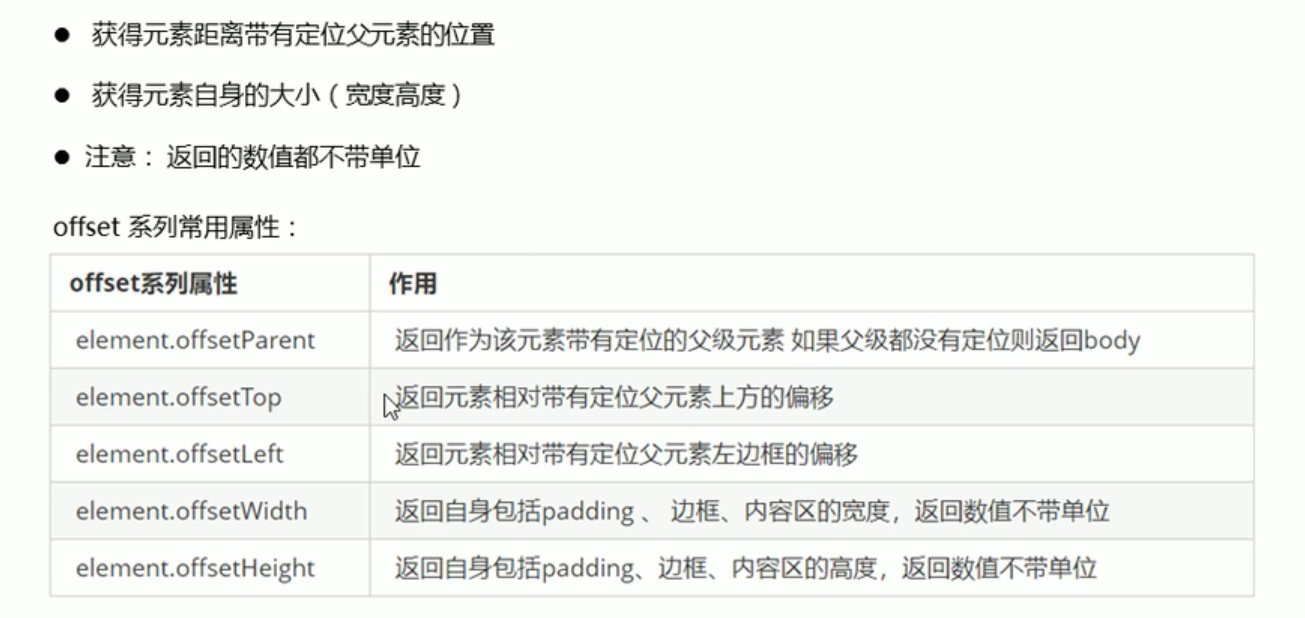 ● 获得元素距离带有定位父元素的位置
● 获得元素自身的大小（宽度高度）
● 注意： 返回的数值都不带单位
offset 系列常用属性：
offset系列属性 作用
element.offsetParent 返回作为该元素带有定位的父级元素 如果父级都没有定位则返回body
element.offsetTop 返回元素相对带有定位父元素上方的偏移
element.offsetLeft 返回元素相对带有定位父元素左边框的偏移
element.offsetWidth 返回自身包括padding 、 边框、内容区的宽度，返回数值不带单位
element.offsetHeight 返回自身包括padding、边框、内容区的高度，返回数值不带单位